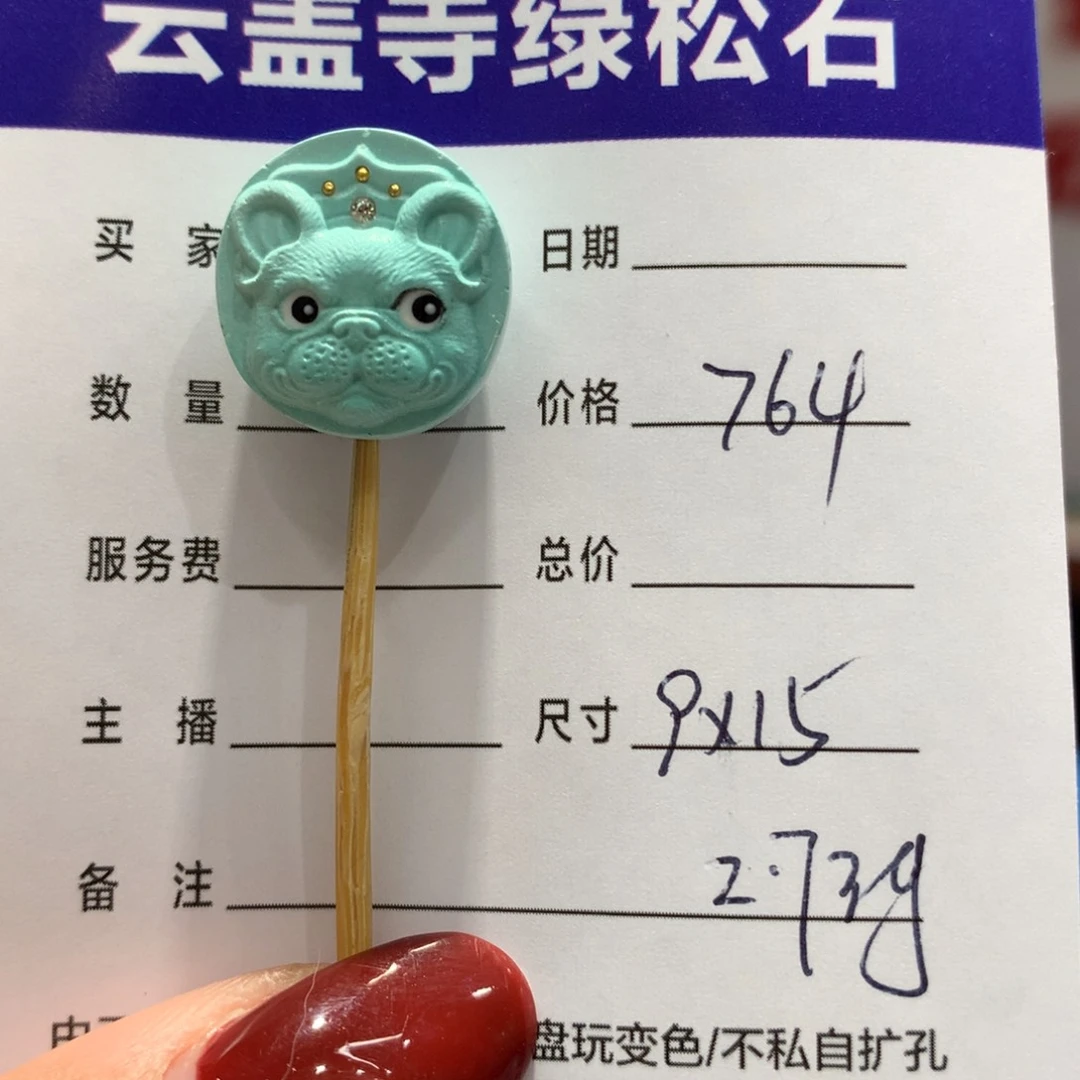 云盖寺绿松石
买 家 日期
数 量 价格 764
服务费 总价
主 播 尺寸 9x15
备 注 2.73g
由 盘玩变色/不私自扩孔